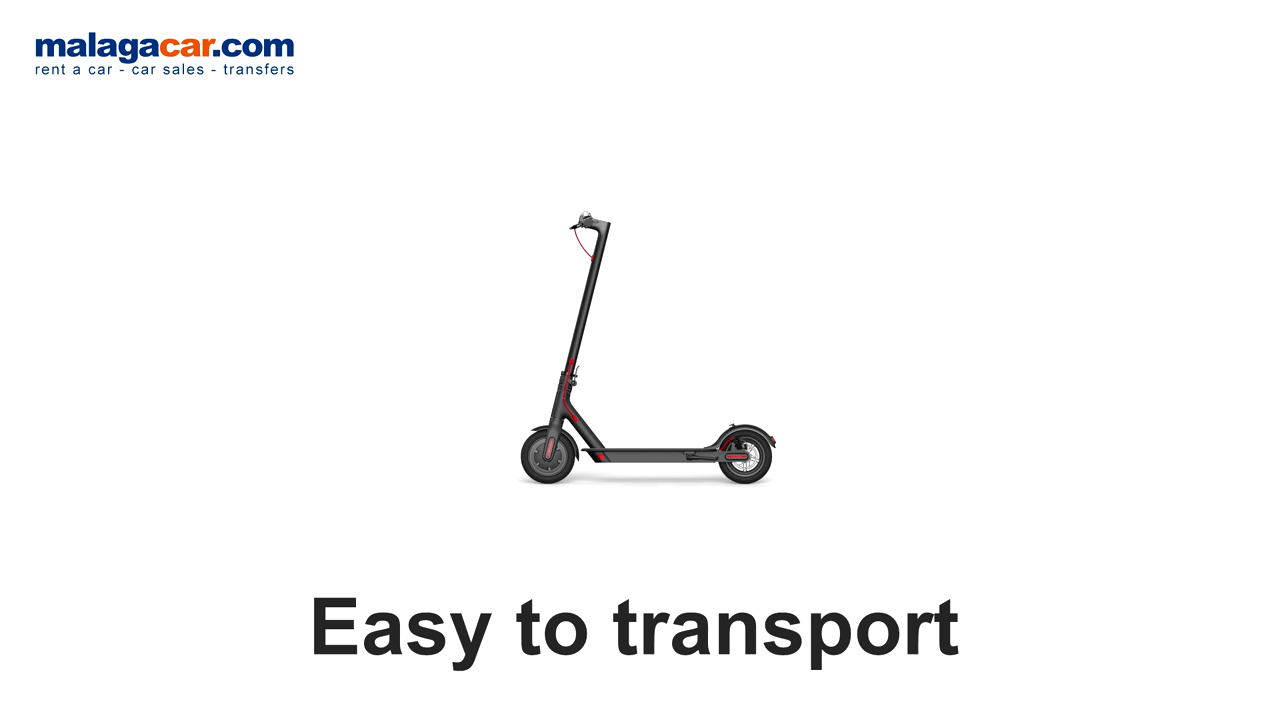 malagacar.com
rent a car - car sales - transfers
Easy to transport